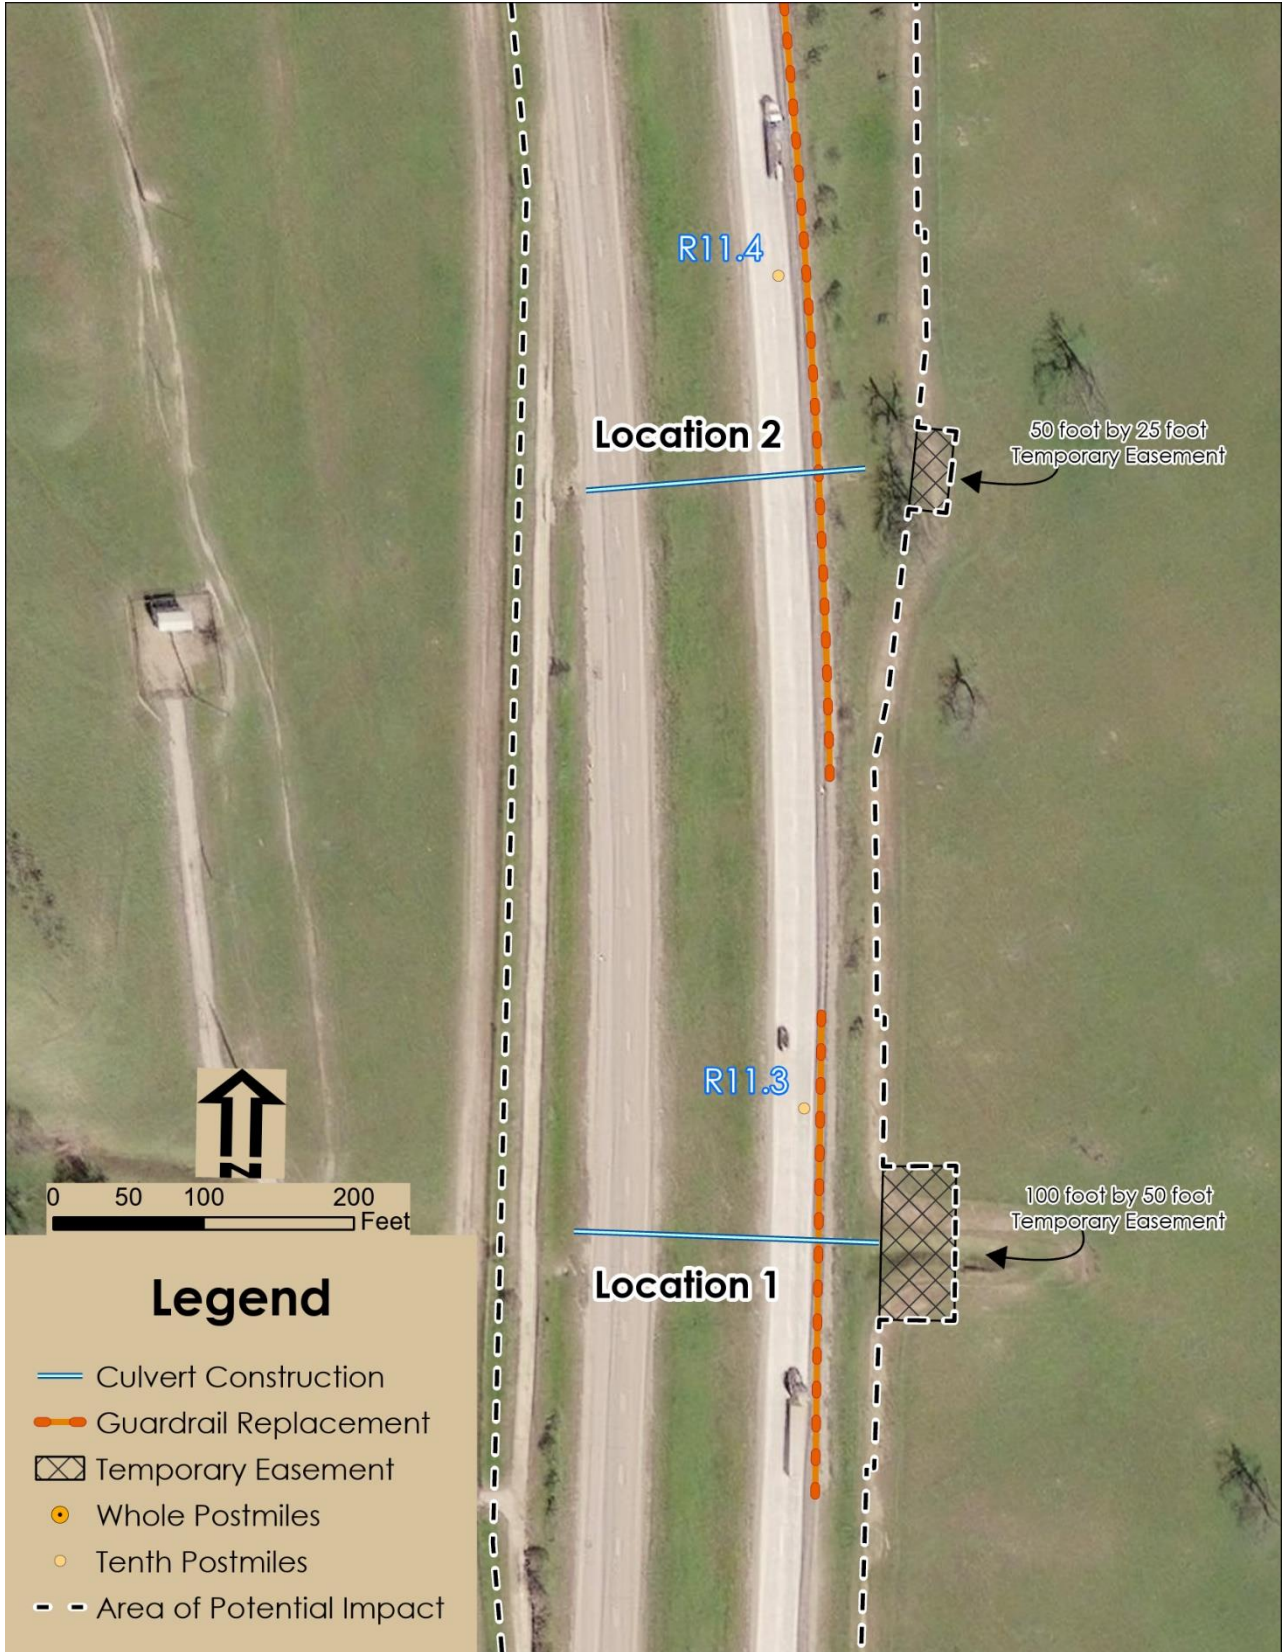 R11.4
Location 2
50 foot by 25 foot
Temporary Easement
R11.3
N
0 50 100 200
Feet
100 foot by 50 foot
Temporary Easement
Location 1
Legend
Culvert Construction
Guardrail Replacement
Temporary Easement
Whole Postmiles
Tenth Postmiles
Area of Potential Impact